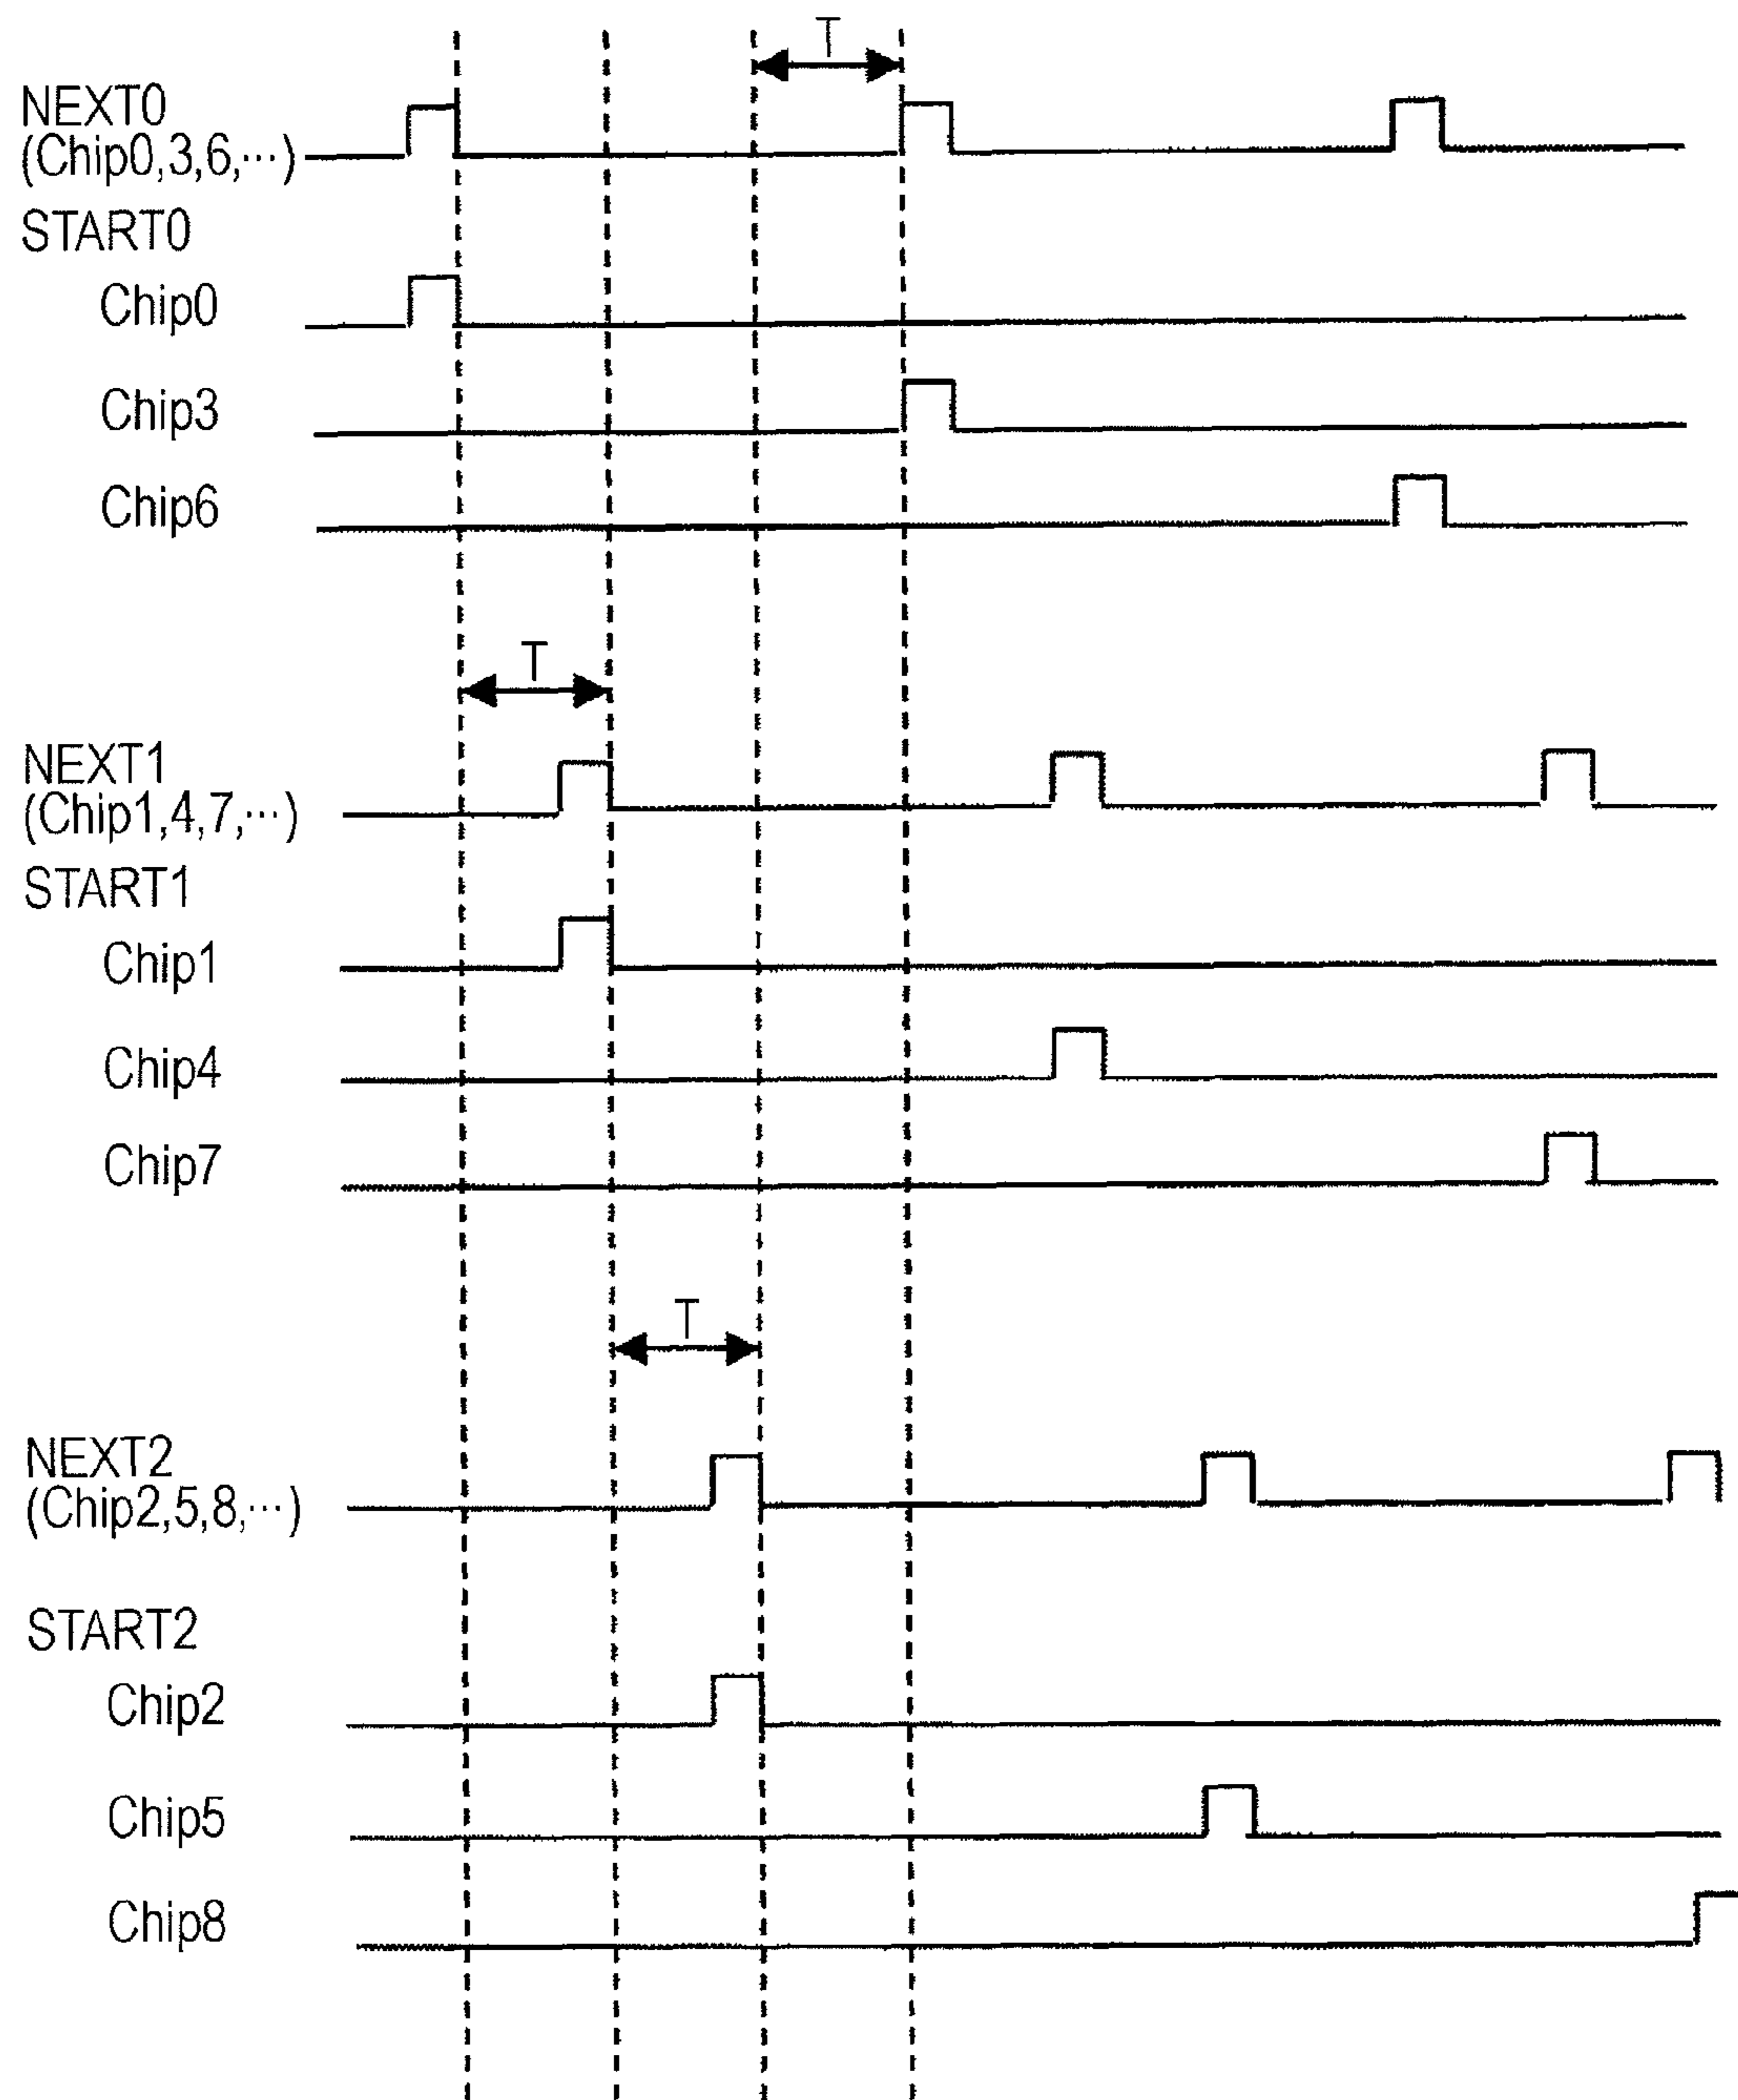 T
NEXT0
(Chip0,3,6,···)
START0
Chip0
Chip3
Chip6
T
NEXT1
(Chip1,4,7,···)
START1
Chip1
Chip4
Chip7
T
NEXT2
(Chip2,5,8,···)
START2
Chip2
Chip5
Chip8